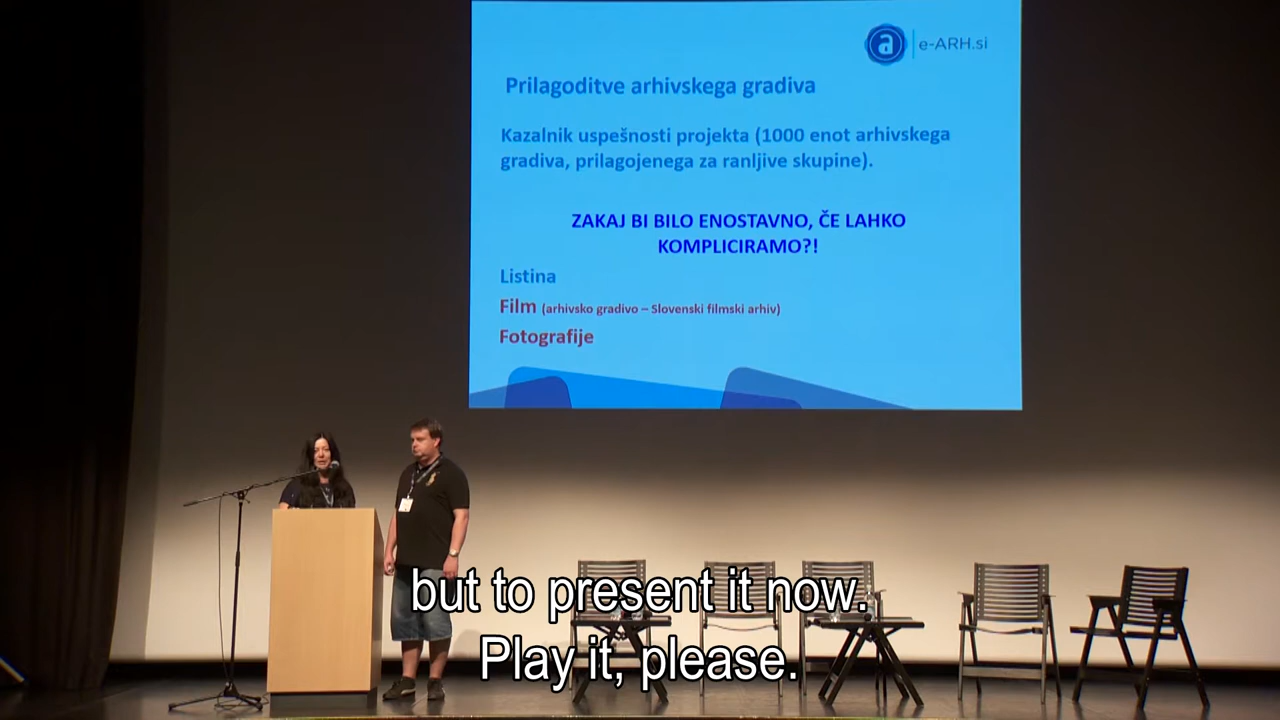 a e-ARH.si
Prilagoditve arhivskega gradiva
Kazalnik uspešnosti projekta (1000 enot arhivskega
gradiva, prilagojenega za ranljive skupine).
ZAKAJ BI BILO ENOSTAVNO, ČE LAHKO
KOMPLICIRAMO?!
Listina
Film (arhivsko gradivo – Slovenski filmski arhiv)
Fotografije
but to present it now.
Play it, please.